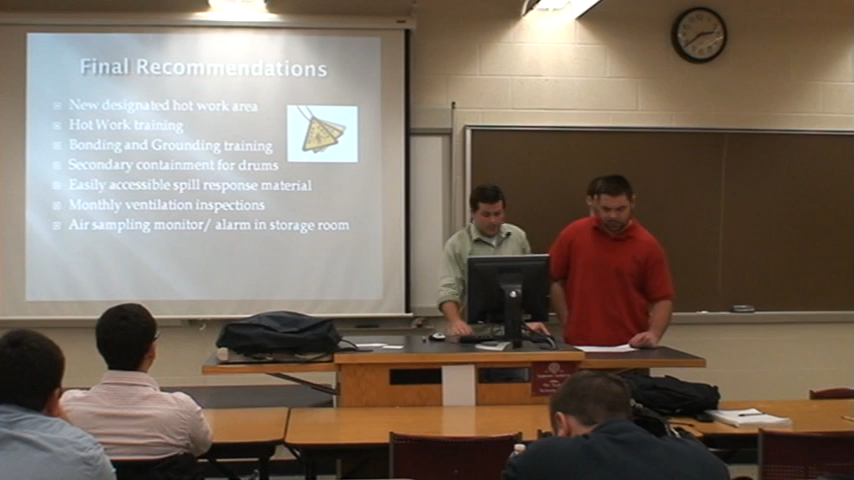 Final Recommendations
New designated hot work area
Hot Work training
Bonding and Grounding training
Secondary containment for drums
Easily accessible spill response material
Monthly ventilation inspections
Air sampling monitor/ alarm in storage room